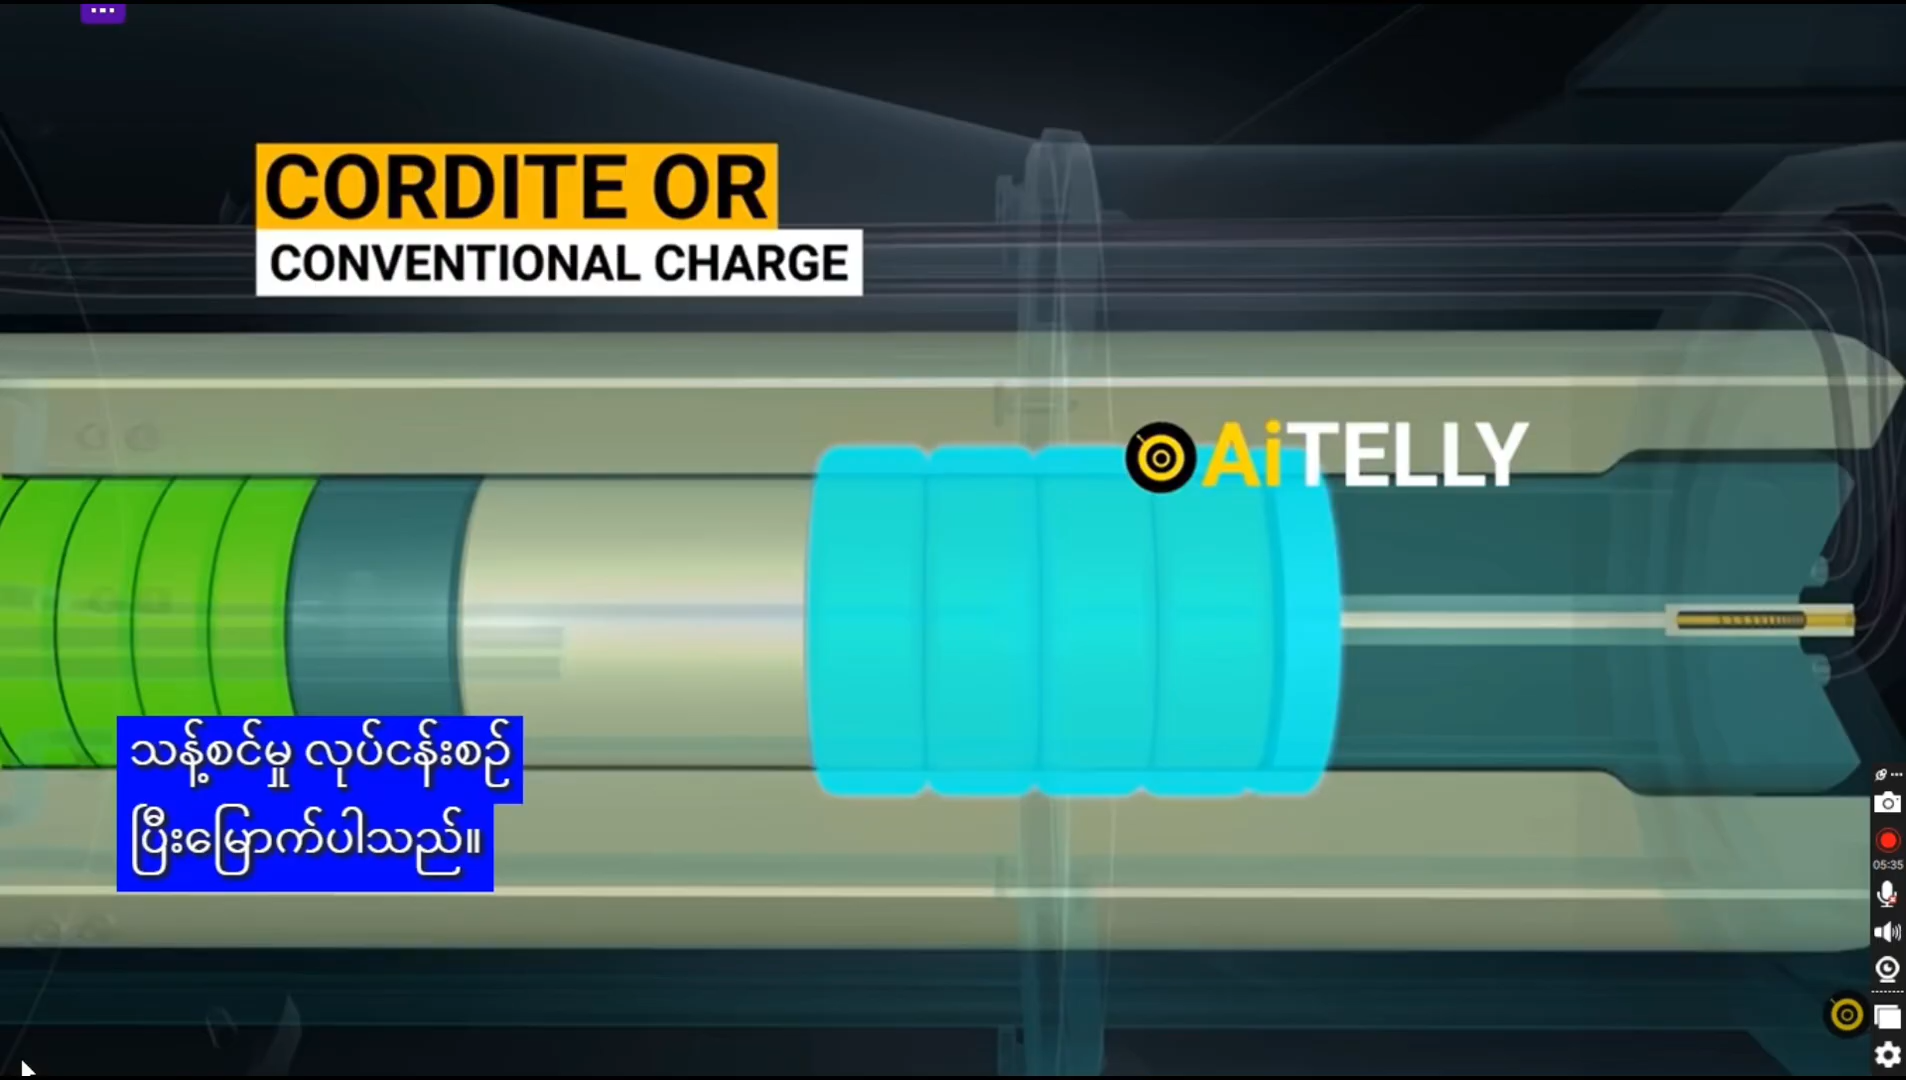 CORDITE OR
CONVENTIONAL CHARGE
AiTELLY
သန့်စင်မှု လုပ်ငန်းစဉ်
ပြီးမြောက်ပါသည်။
05:35